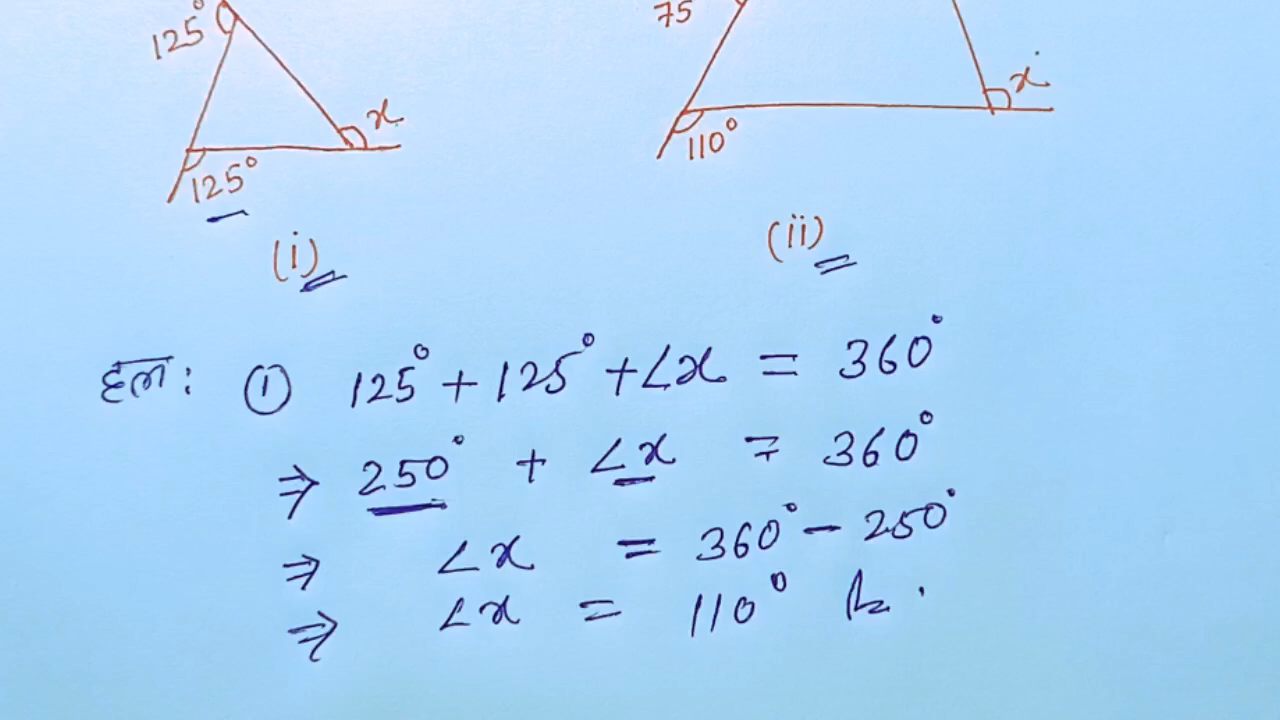 125° 75
x x
125° 110°
(i) (ii)
हल: ① 125° + 125° + ∠x = 360°
⇒ 250° + ∠x = 360°
⇒ ∠x = 360° - 250°
⇒ ∠x = 110°